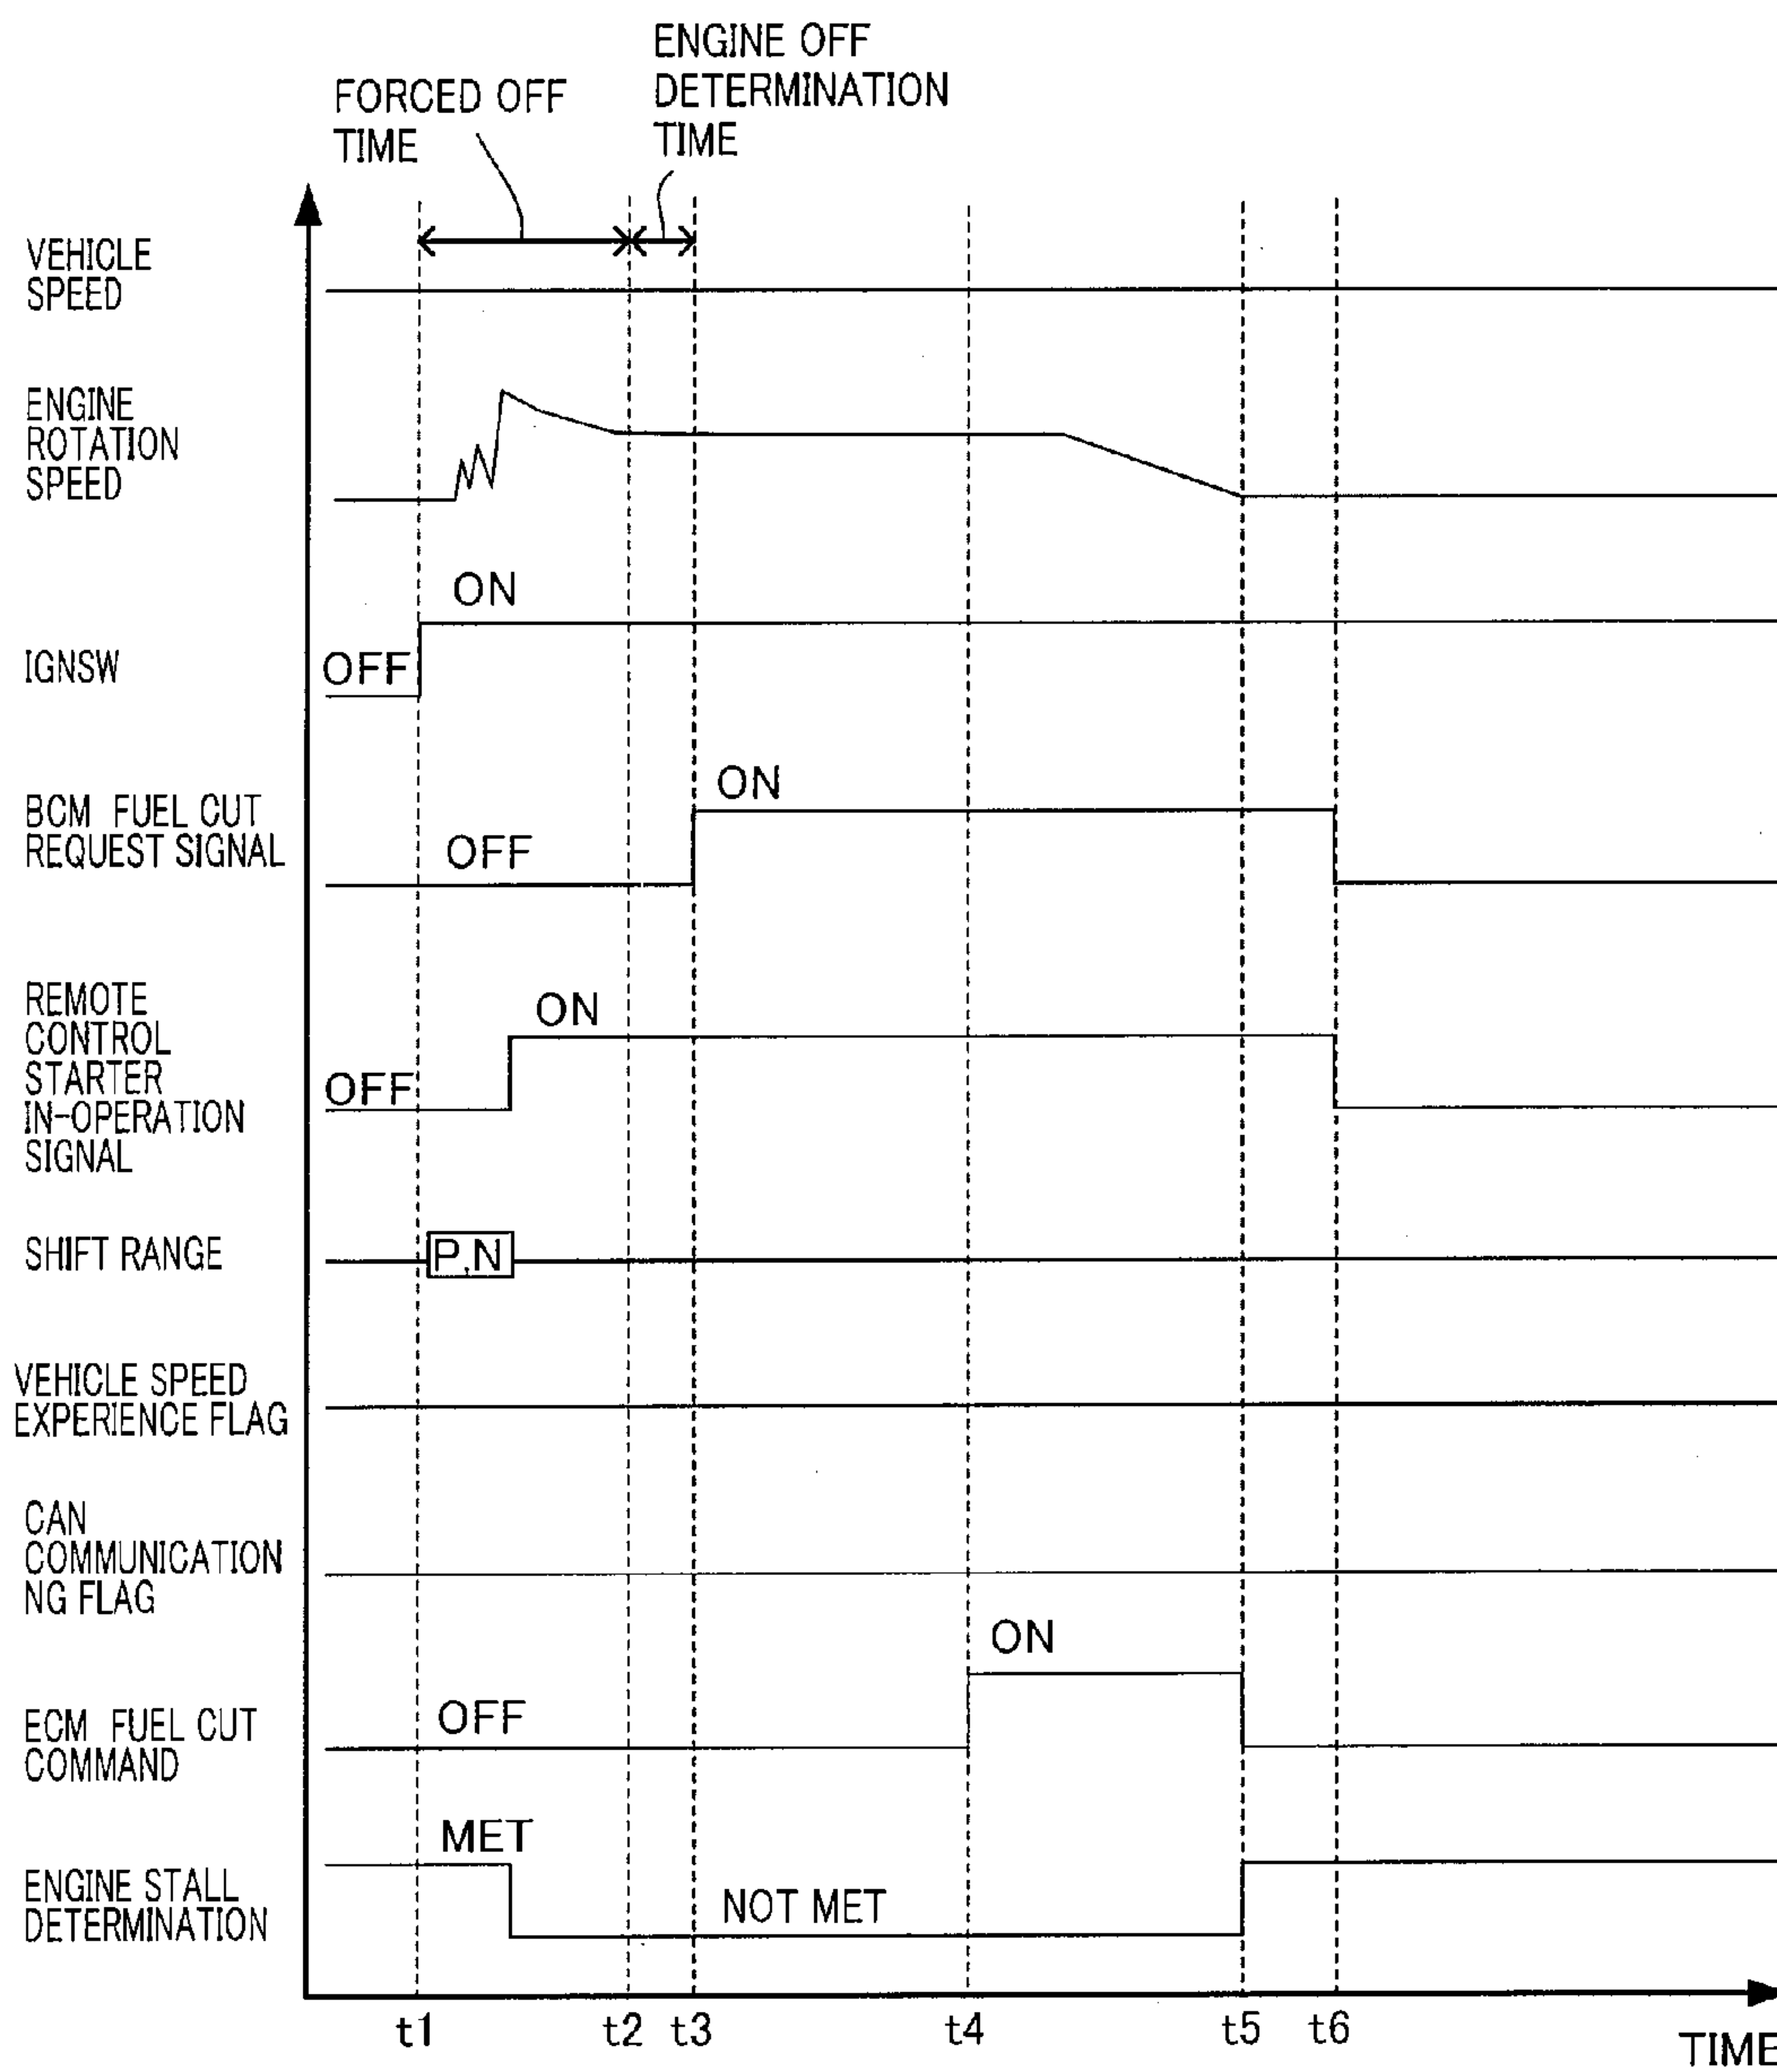 ENGINE OFF
DETERMINATION
TIME
FORCED OFF
TIME
VEHICLE
SPEED
ENGINE
ROTATION
SPEED
ON
IGNSW
OFF
ON
BCM FUEL CUT
REQUEST SIGNAL
OFF
REMOTE
CONTROL
STARTER
IN-OPERATION
SIGNAL
ON
OFF
SHIFT RANGE
P,N
VEHICLE SPEED
EXPERIENCE FLAG
CAN
COMMUNICATION
NG FLAG
ON
ECM FUEL CUT
COMMAND
OFF
MET
ENGINE STALL
DETERMINATION
NOT MET
t1
t2
t3
t4
t5
t6
TIME